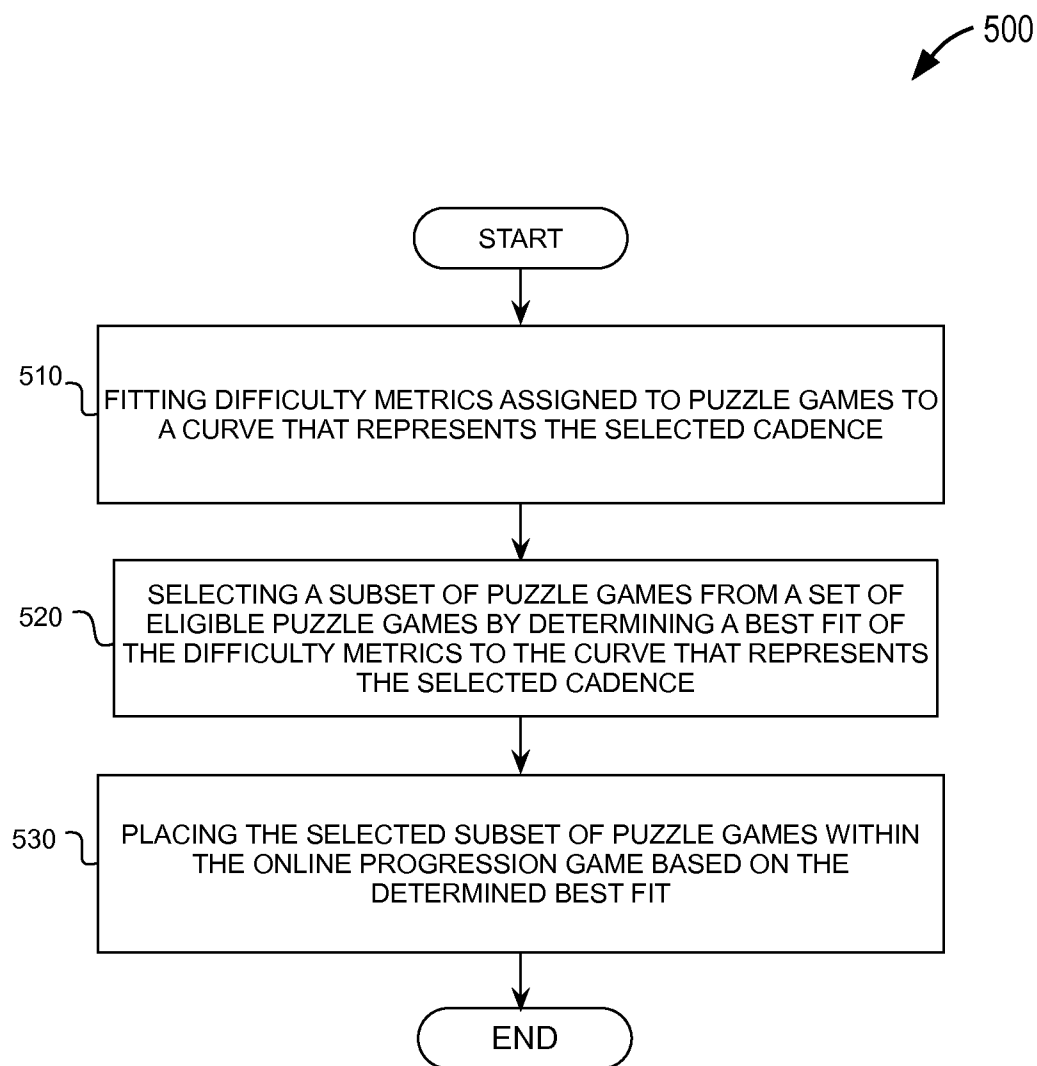 500
START
510
FITTING DIFFICULTY METRICS ASSIGNED TO PUZZLE GAMES TO
A CURVE THAT REPRESENTS THE SELECTED CADENCE
520
SELECTING A SUBSET OF PUZZLE GAMES FROM A SET OF
ELIGIBLE PUZZLE GAMES BY DETERMINING A BEST FIT OF
THE DIFFICULTY METRICS TO THE CURVE THAT REPRESENTS
THE SELECTED CADENCE
530
PLACING THE SELECTED SUBSET OF PUZZLE GAMES WITHIN
THE ONLINE PROGRESSION GAME BASED ON THE
DETERMINED BEST FIT
END